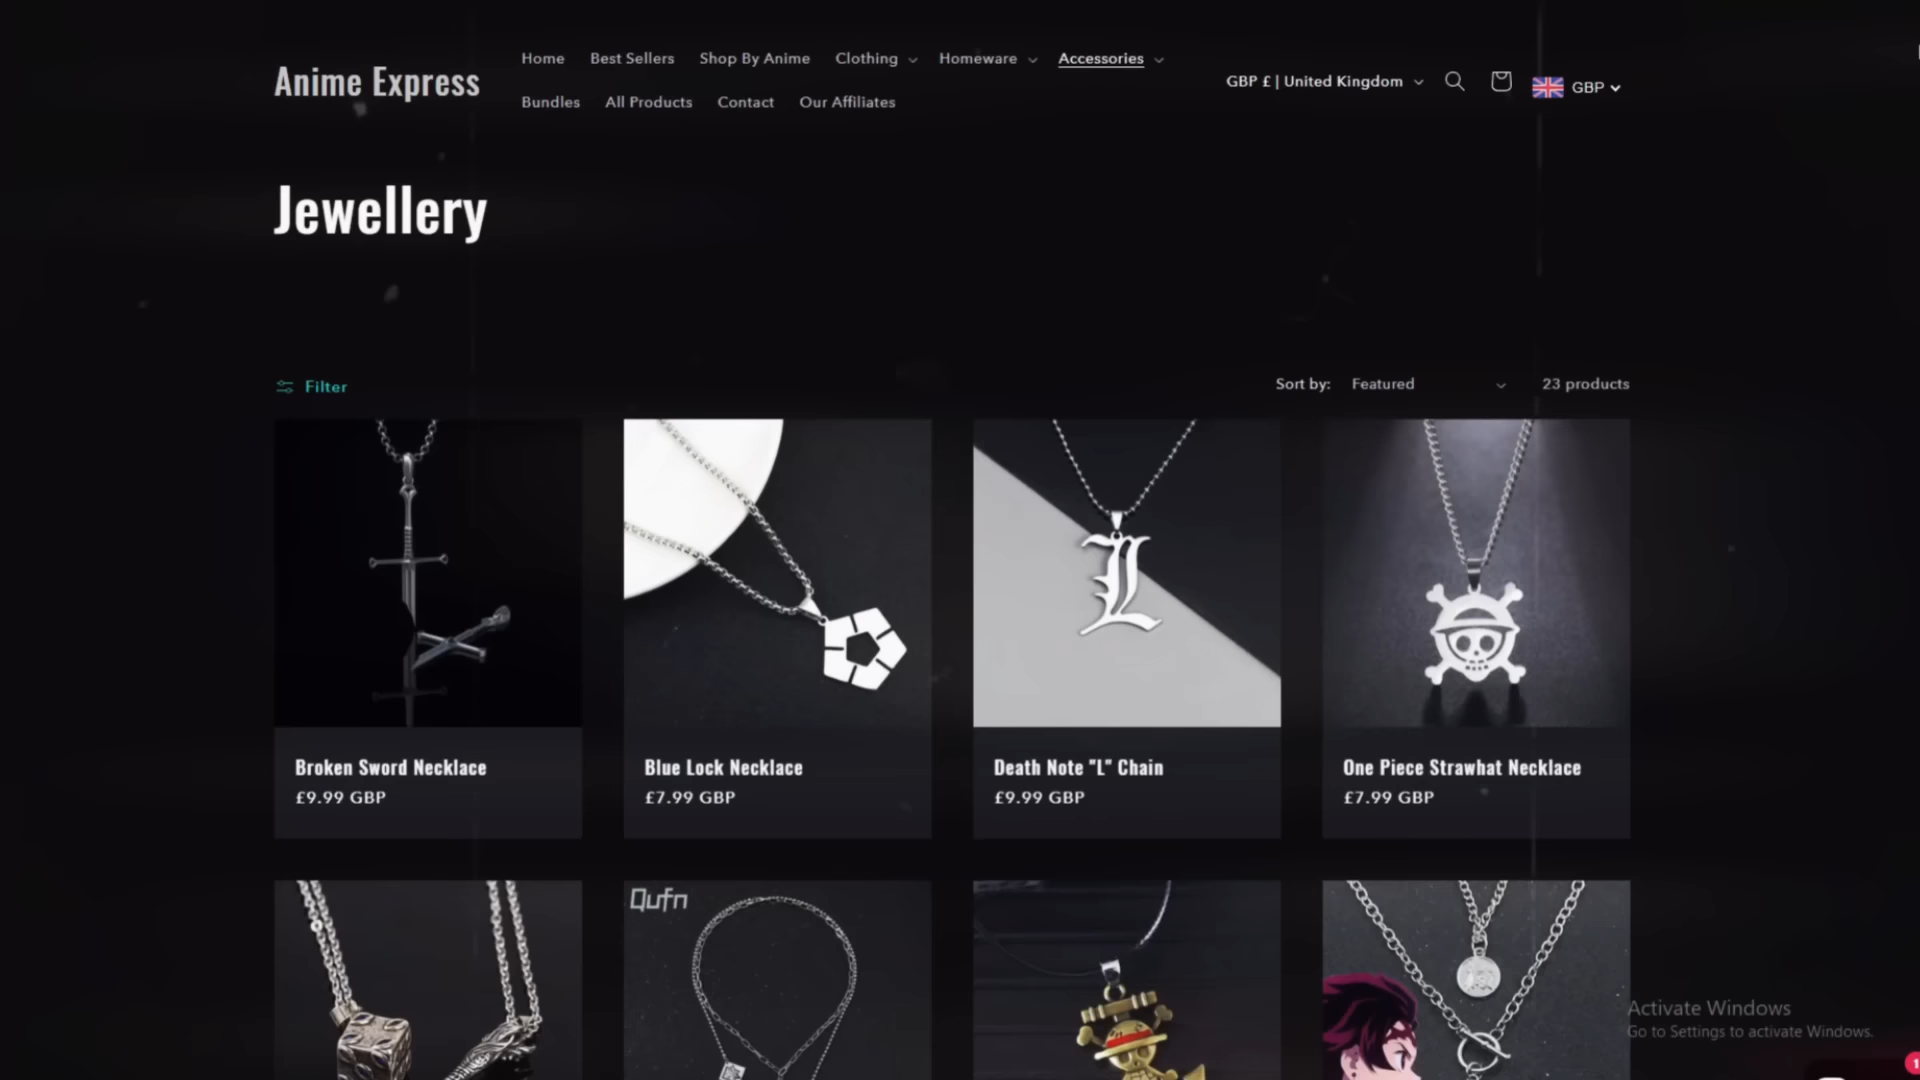 Anime Express
Home Best Sellers Shop By Anime Clothing Homeware Accessories
Bundles All Products Contact Our Affiliates
GBP £ | United Kingdom
GBP
Jewellery
Filter
Sort by: Featured 23 products
Broken Sword Necklace
£9.99 GBP
Blue Lock Necklace
£7.99 GBP
Death Note "L" Chain
£9.99 GBP
One Piece Strawhat Necklace
£7.99 GBP
L
Qufn
Activate Windows
Go to Settings to activate Windows.
1